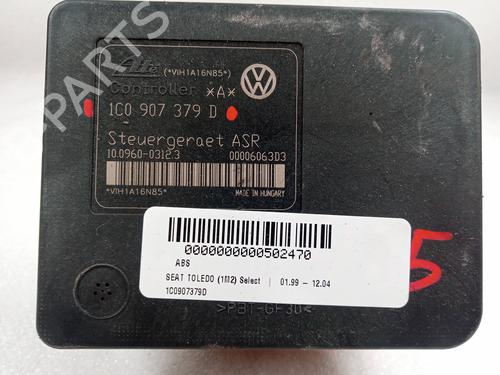 PARTS
Ate (*VIH1A16N85*)
Controller *A*
1C0 907 379 D
Steuergeraet ASR
10.0960-0312.3 00006063D3
*VIH1A16N85* MADE IN HUNGARY
0000000000502470
ABS
SEAT TOLEDO (1M2) Select | 01.99 – 12.04
1C0907379D
5
>PBT-GF30<